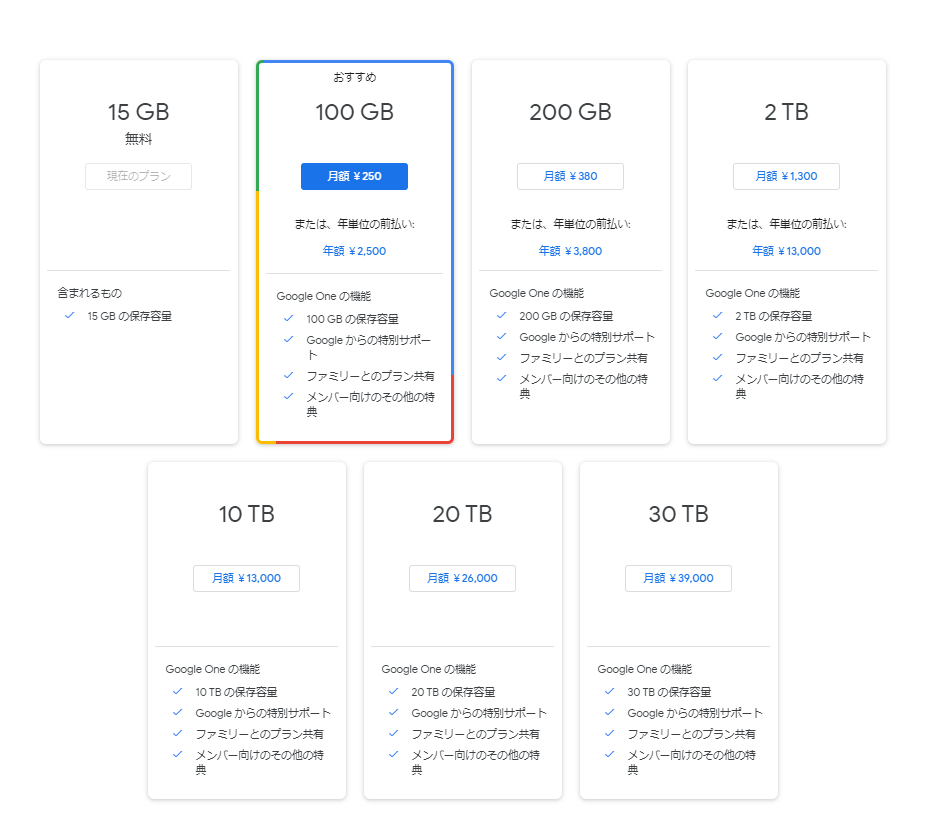 15 GB
無料
現在のプラン
含まれるもの
15 GB の保存容量
おすすめ
100 GB
月額 ¥250
または、年単位の前払い:
年額 ¥2,500
Google One の機能
100 GB の保存容量
Google からの特別サポー
ト
ファミリーとのプラン共有
メンバー向けのその他の特
典
200 GB
月額 ¥380
または、年単位の前払い:
年額 ¥3,800
Google One の機能
200 GB の保存容量
Google からの特別サポート
ファミリーとのプラン共有
メンバー向けのその他の特
典
2 TB
月額 ¥1,300
または、年単位の前払い:
年額 ¥13,000
Google One の機能
2 TB の保存容量
Google からの特別サポート
ファミリーとのプラン共有
メンバー向けのその他の特
典
10 TB
月額 ¥13,000
Google One の機能
10 TB の保存容量
Google からの特別サポート
ファミリーとのプラン共有
メンバー向けのその他の特
典
20 TB
月額 ¥26,000
Google One の機能
20 TB の保存容量
Google からの特別サポート
ファミリーとのプラン共有
メンバー向けのその他の特
典
30 TB
月額 ¥39,000
Google One の機能
30 TB の保存容量
Google からの特別サポート
ファミリーとのプラン共有
メンバー向けのその他の特
典